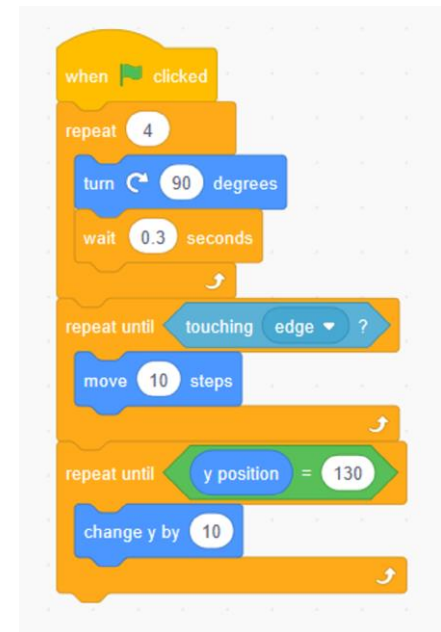 when clicked
repeat 4
turn 90 degrees
wait 0.3 seconds
repeat until touching edge ?
move 10 steps
repeat until y position = 130
change y by 10